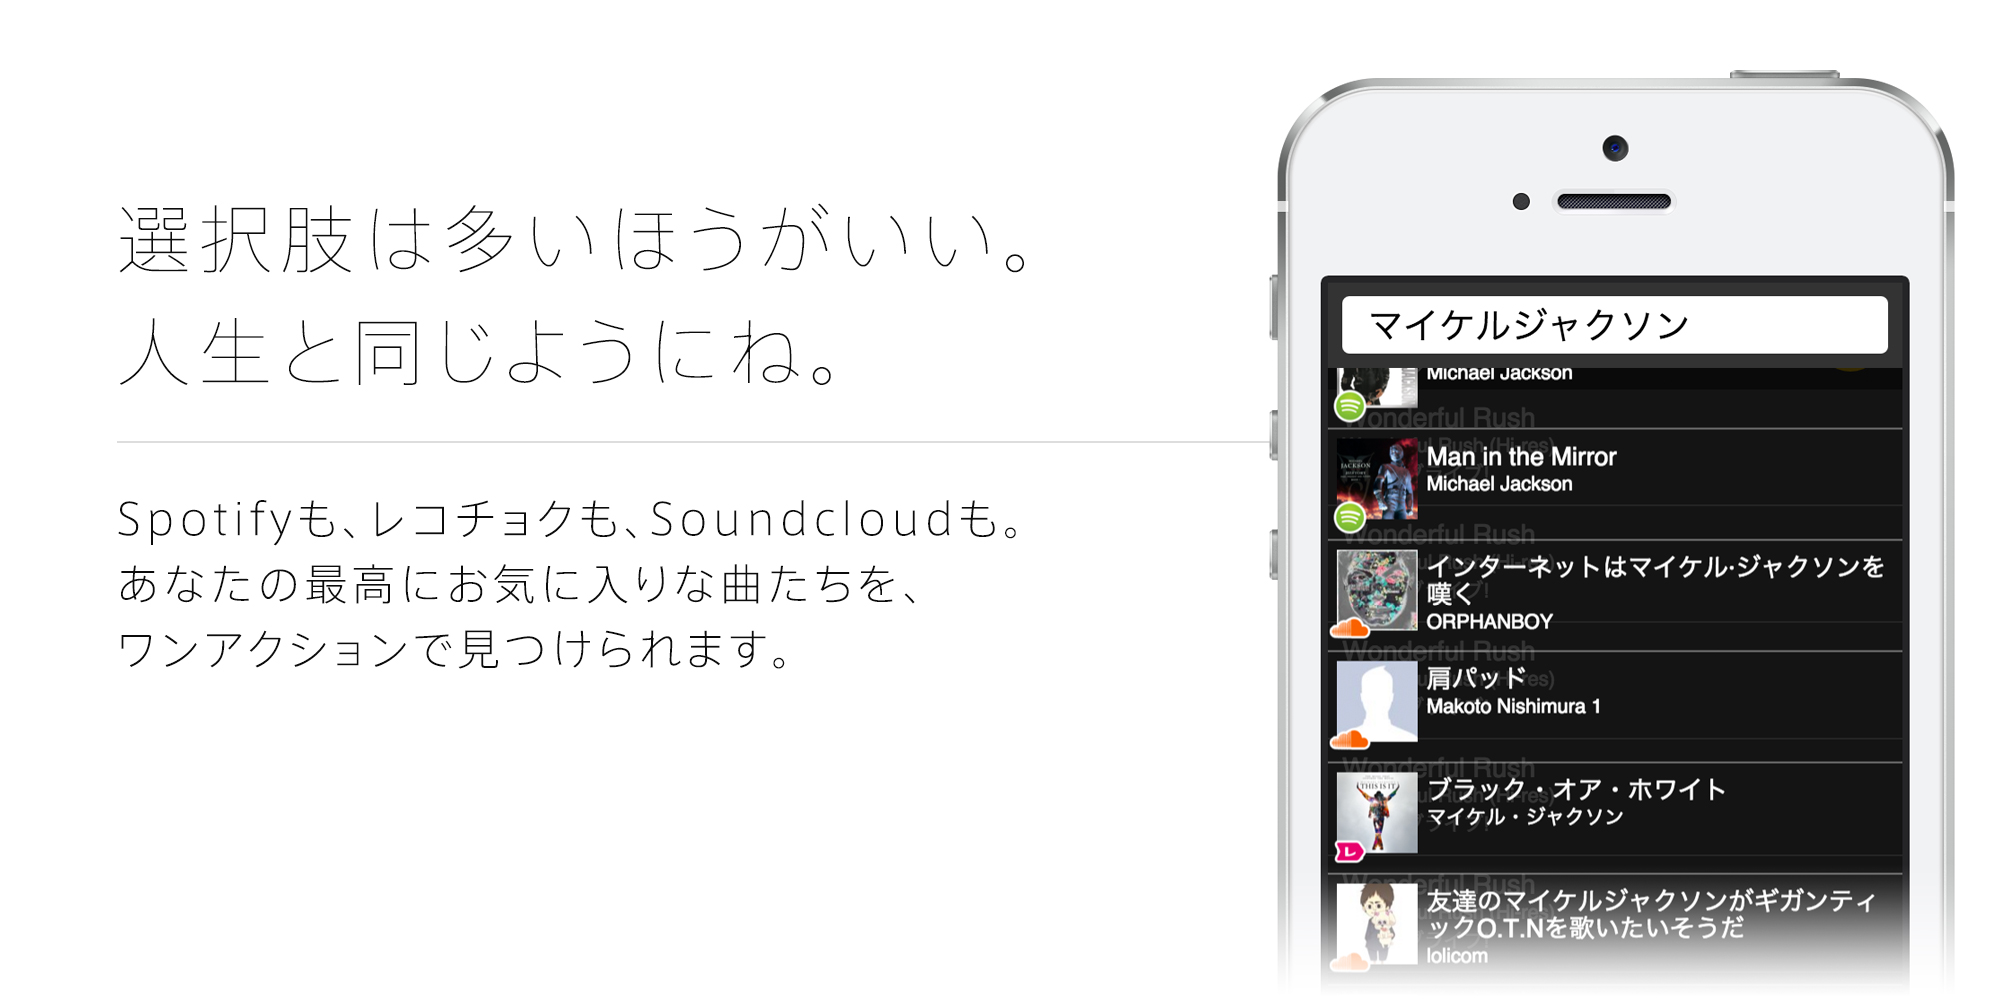 選択肢は多いほうがいい。
人生と同じようにね。
Spotifyも、レコチョクも、Soundcloudも。
あなたの最高にお気に入りな曲たちを、
ワンアクションで見つけられます。
マイケルジャクソン
Michael Jackson
Wonderful Rush
Man in the Mirror
Michael Jackson
Wonderful Rush
インターネットはマイケル·ジャクソンを
嘆く
ORPHANBOY
Wonderful Rush
肩パッド
Makoto Nishimura 1
Wonderful Rush
THIS IS IT
ブラック・オア・ホワイト
マイケル・ジャクソン
Wonderful Rush
友達のマイケルジャクソンがギガンティ
ックO.T.Nを歌いたいそうだ
lolicom